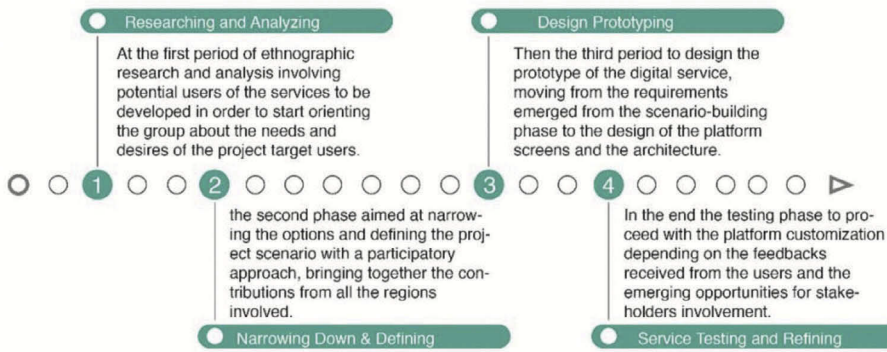 Researching and Analyzing
At the first period of ethnographic
research and analysis involving
potential users of the services to be
developed in order to start orienting
the group about the needs and
desires of the project target users.
Design Prototyping
Then the third period to design the
prototype of the digital service,
moving from the requirements
emerged from the scenario-building
phase to the design of the platform
screens and the architecture.
1
2
3
4
the second phase aimed at narrow-
ing the options and defining the proj-
ect scenario with a participatory
approach, bringing together the con-
tributions from all the regions
involved.
Narrowing Down & Defining
In the end the testing phase to pro-
ceed with the platform customization
depending on the feedbacks
received from the users and the
emerging opportunities for stake-
holders involvement.
Service Testing and Refining